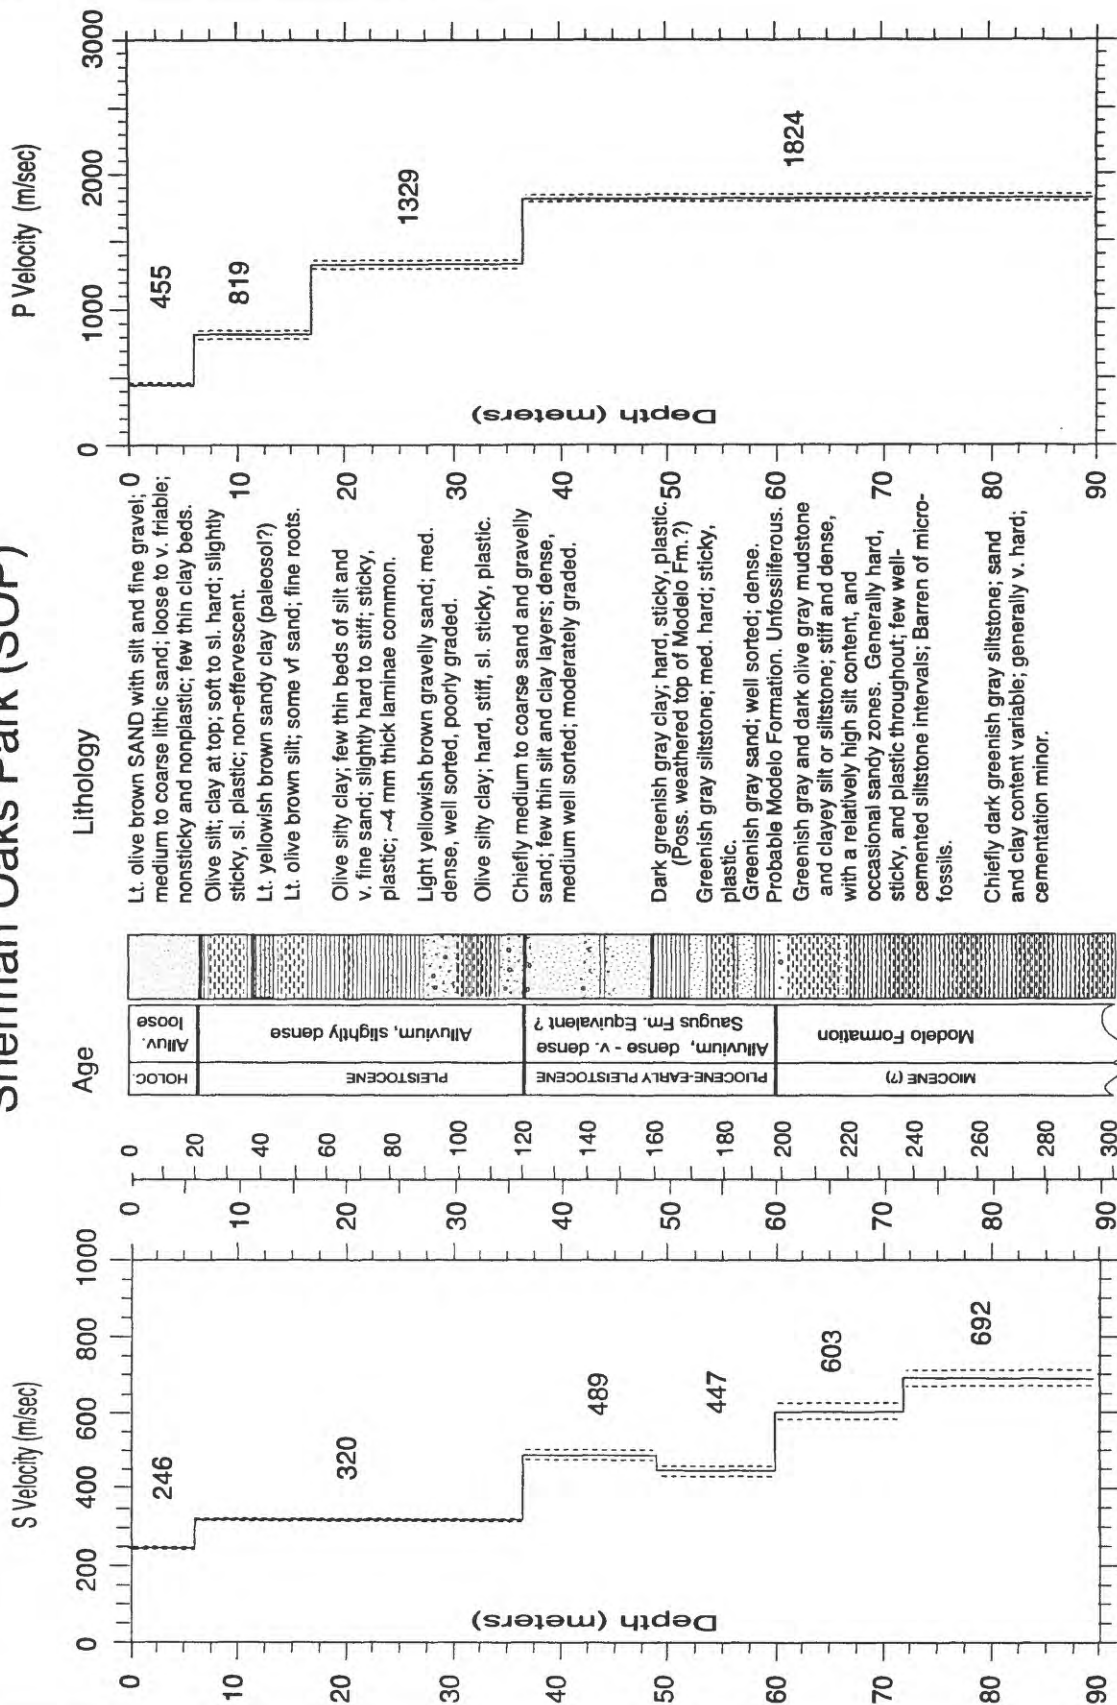 Sherman Oaks Park (SOP)
S Velocity (m/sec)
0 200 400 600 800 1000
246
320
489
447
603
692
Depth (meters)
0 10 20 30 40 50 60 70 80 90
0 10 20 30 40 50 60 70 80 90
0 20 40 60 80 100 120 140 160 180 200 220 240 260 280 300
Age
HOLOC.
PLEISTOCENE
PLIOCENE-EARLY PLEISTOCENE
MIOCENE (?)
Alluv.
loose
Alluvium, slightly dense
Alluvium, dense - v. dense
Saugus Fm. Equivalent ?
Modelo Formation
Lithology
Lt. olive brown SAND with silt and fine gravel;
medium to coarse lithic sand; loose to v. friable;
nonsticky and nonplastic; few thin clay beds.
Olive silt; clay at top; soft to sl. hard; slightly
sticky, sl. plastic; non-effervescent.
Lt. yellowish brown sandy clay (paleosol?)
Lt. olive brown silt; some vf sand; fine roots.
Olive silty clay; few thin beds of silt and
v. fine sand; slightly hard to stiff; sticky,
plastic; ~4 mm thick laminae common.
Light yellowish brown gravelly sand; med.
dense, well sorted, poorly graded.
Olive silty clay; hard, stiff, sl. sticky, plastic.
Chiefly medium to coarse sand and gravelly
sand; few thin silt and clay layers; dense,
medium well sorted; moderately graded.
Dark greenish gray clay; hard, sticky, plastic.
(Poss. weathered top of Modelo Fm.?)
Greenish gray siltstone; med. hard; sticky,
plastic.
Greenish gray sand; well sorted; dense.
Probable Modelo Formation. Unfossiliferous.
Greenish gray and dark olive gray mudstone
and clayey silt or siltstone; stiff and dense,
with a relatively high silt content, and
occasional sandy zones. Generally hard,
sticky, and plastic throughout; few well-
cemented siltstone intervals; Barren of micro-
fossils.
Chiefly dark greenish gray siltstone; sand
and clay content variable; generally v. hard;
cementation minor.
P Velocity (m/sec)
0 1000 2000 3000
455
819
1329
1824
Depth (meters)
0 10 20 30 40 50 60 70 80 90